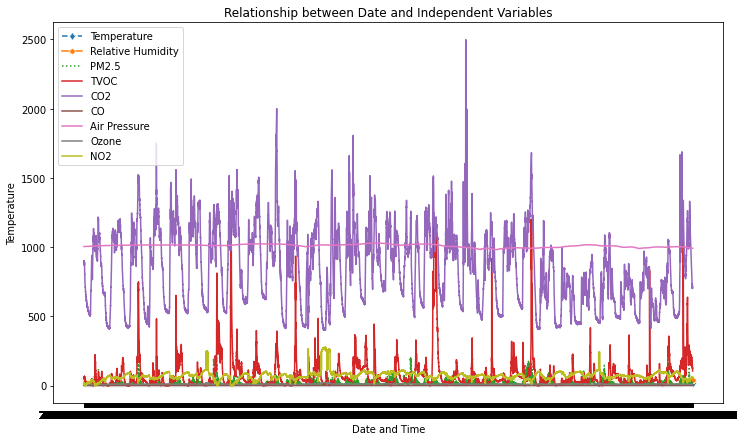 Relationship between Date and Independent Variables
Temperature
Relative Humidity
PM2.5
TVOC
CO2
CO
Air Pressure
Ozone
NO2
2500
2000
1500
1000
500
0
Temperature
Date and Time